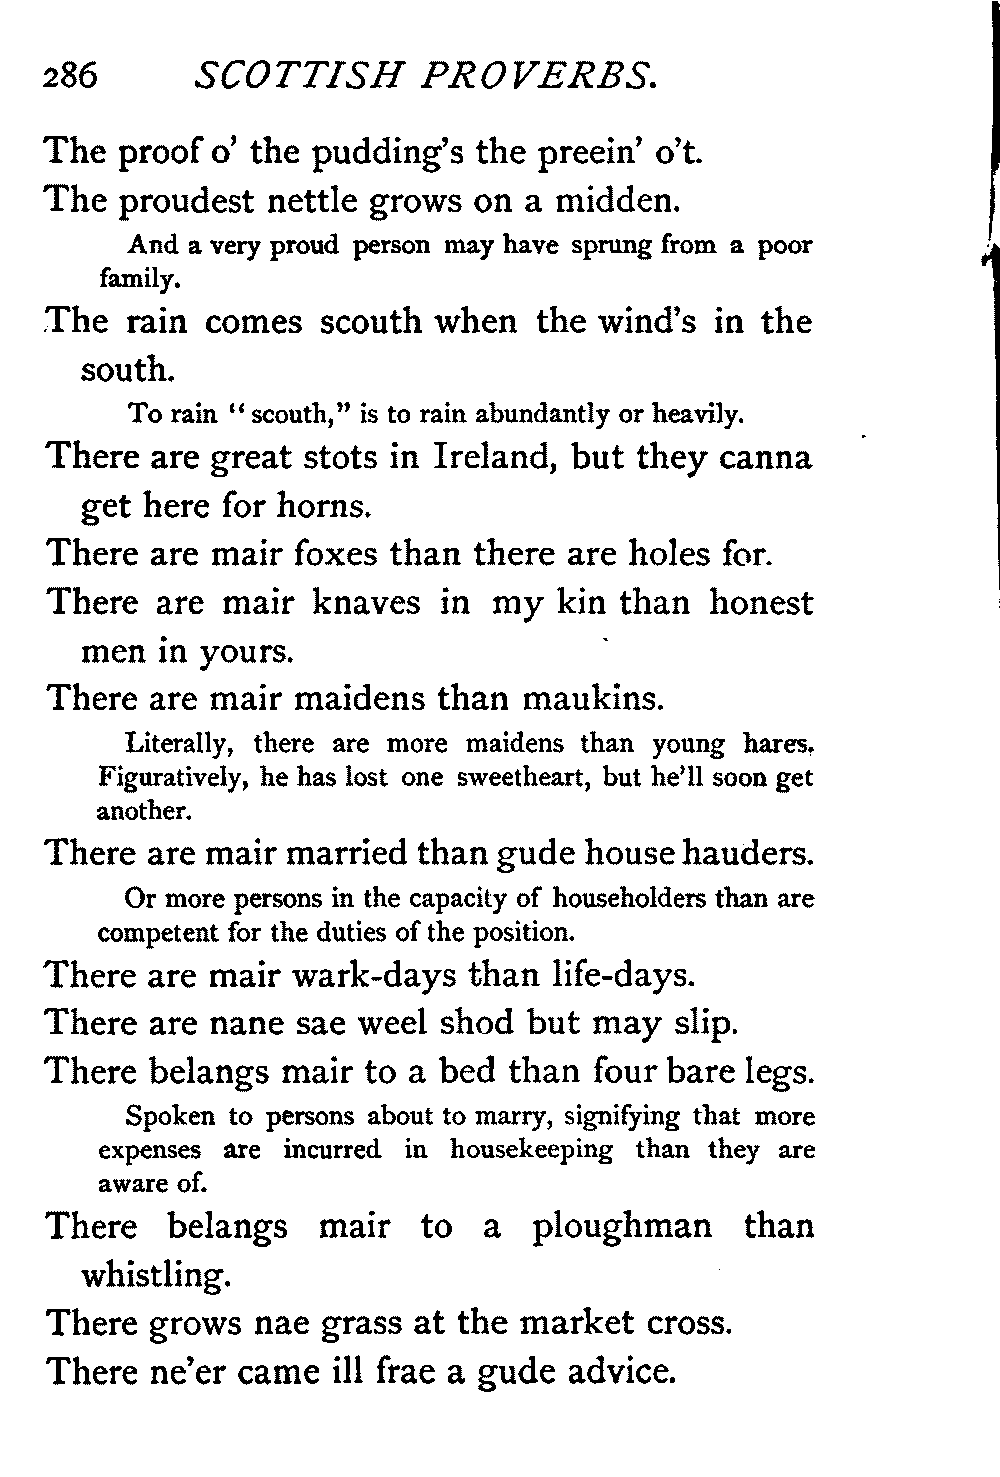 286 SCOTTISH PROVERBS.
The proof o' the pudding's the preein' o't.
The proudest nettle grows on a midden.
And a very proud person may have sprung from a poor
family.
The rain comes scouth when the wind's in the
south.
To rain "scouth," is to rain abundantly or heavily.
There are great stots in Ireland, but they canna
get here for horns.
There are mair foxes than there are holes for.
There are mair knaves in my kin than honest
men in yours.
There are mair maidens than maukins.
Literally, there are more maidens than young hares.
Figuratively, he has lost one sweetheart, but he'll soon get
another.
There are mair married than gude house hauders.
Or more persons in the capacity of householders than are
competent for the duties of the position.
There are mair wark-days than life-days.
There are nane sae weel shod but may slip.
There belangs mair to a bed than four bare legs.
Spoken to persons about to marry, signifying that more
expenses are incurred in housekeeping than they are
aware of.
There belangs mair to a ploughman than
whistling.
There grows nae grass at the market cross.
There ne'er came ill frae a gude advice.